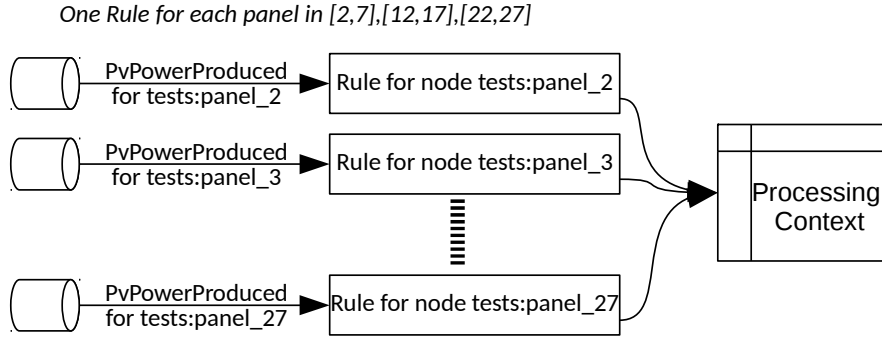 One Rule for each panel in [2,7],[12,17],[22,27]
PvPowerProduced
for tests:panel_2
Rule for node tests:panel_2
PvPowerProduced
for tests:panel_3
Rule for node tests:panel_3
Processing
Context
PvPowerProduced
for tests:panel_27
Rule for node tests:panel_27